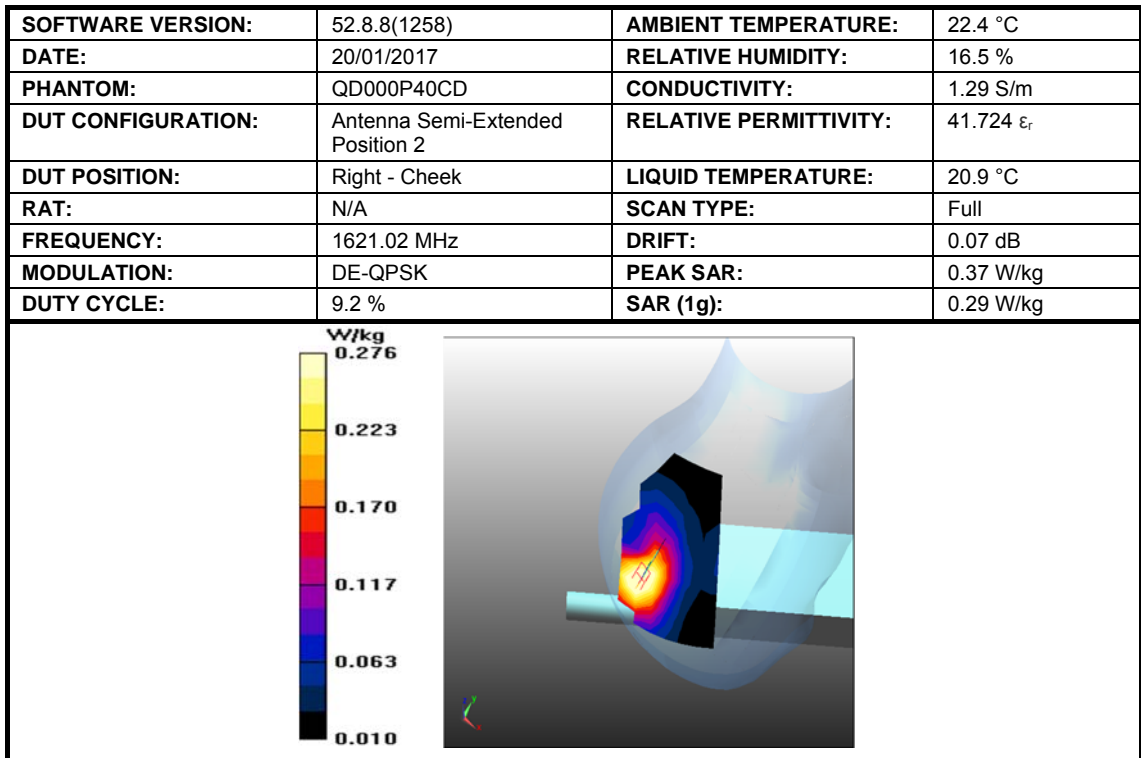 SOFTWARE VERSION: 52.8.8(1258) AMBIENT TEMPERATURE: 22.4 °C
DATE: 20/01/2017 RELATIVE HUMIDITY: 16.5 %
PHANTOM: QD000P40CD CONDUCTIVITY: 1.29 S/m
DUT CONFIGURATION: Antenna Semi-Extended RELATIVE PERMITTIVITY: 41.724 εr
Position 2
DUT POSITION: Right - Cheek LIQUID TEMPERATURE: 20.9 °C
RAT: N/A SCAN TYPE: Full
FREQUENCY: 1621.02 MHz DRIFT: 0.07 dB
MODULATION: DE-QPSK PEAK SAR: 0.37 W/kg
DUTY CYCLE: 9.2 % SAR (1g): 0.29 W/kg
W/kg
0.276
0.223
0.170
0.117
0.063
0.010
z y
x